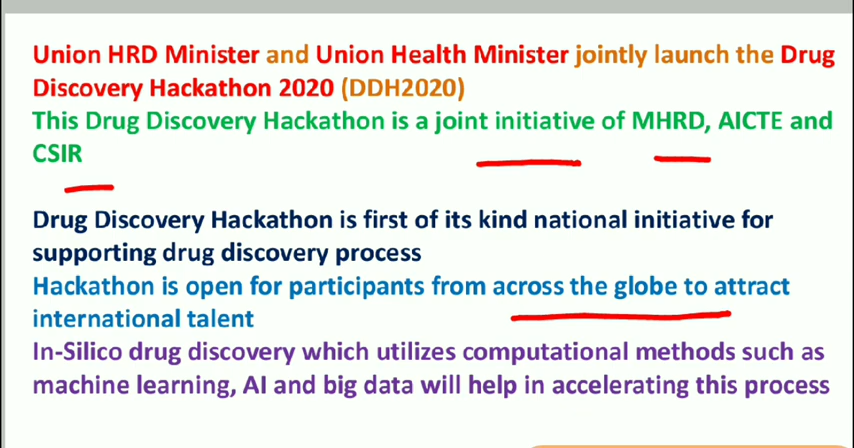 Union HRD Minister and Union Health Minister jointly launch the Drug
Discovery Hackathon 2020 (DDH2020)
This Drug Discovery Hackathon is a joint initiative of MHRD, AICTE and
CSIR
Drug Discovery Hackathon is first of its kind national initiative for
supporting drug discovery process
Hackathon is open for participants from across the globe to attract
international talent
In-Silico drug discovery which utilizes computational methods such as
machine learning, AI and big data will help in accelerating this process